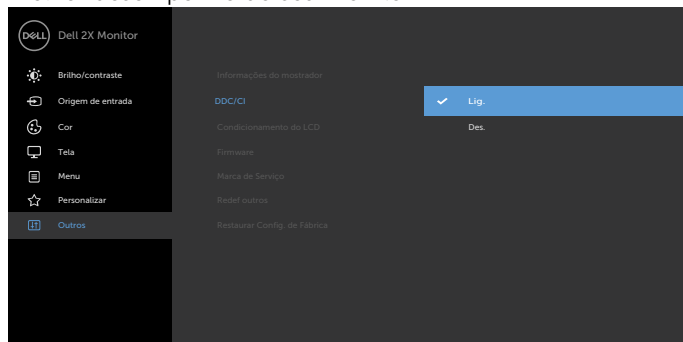 DELL
Dell 2X Monitor
Brilho/contraste
Origem de entrada
Cor
Tela
Menu
Personalizar
Outros
Informações do mostrador
DDC/CI
Condicionamento do LCD
Firmware
Marca de Serviço
Redef outros
Restaurar Config. de Fábrica
Lig.
Des.